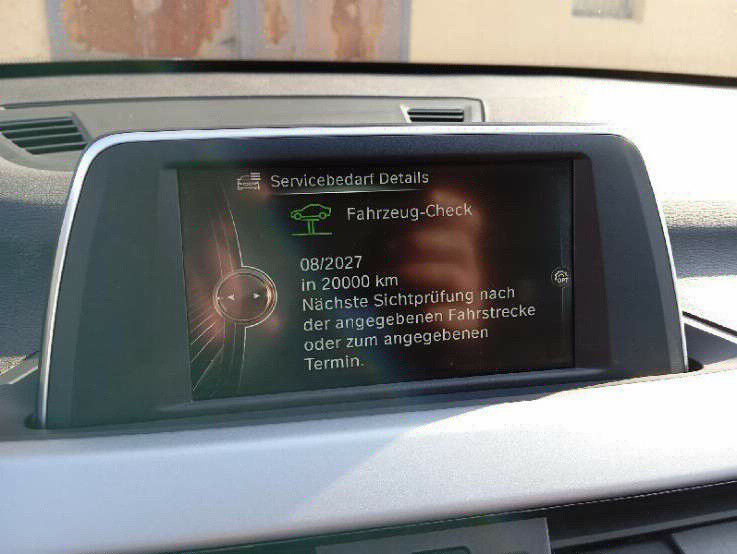 Servicebedarf Details
Fahrzeug-Check
08/2027
in 20000 km
Nächste Sichtprüfung nach
der angegebenen Fahrstrecke
oder zum angegebenen
Termin.
OPT